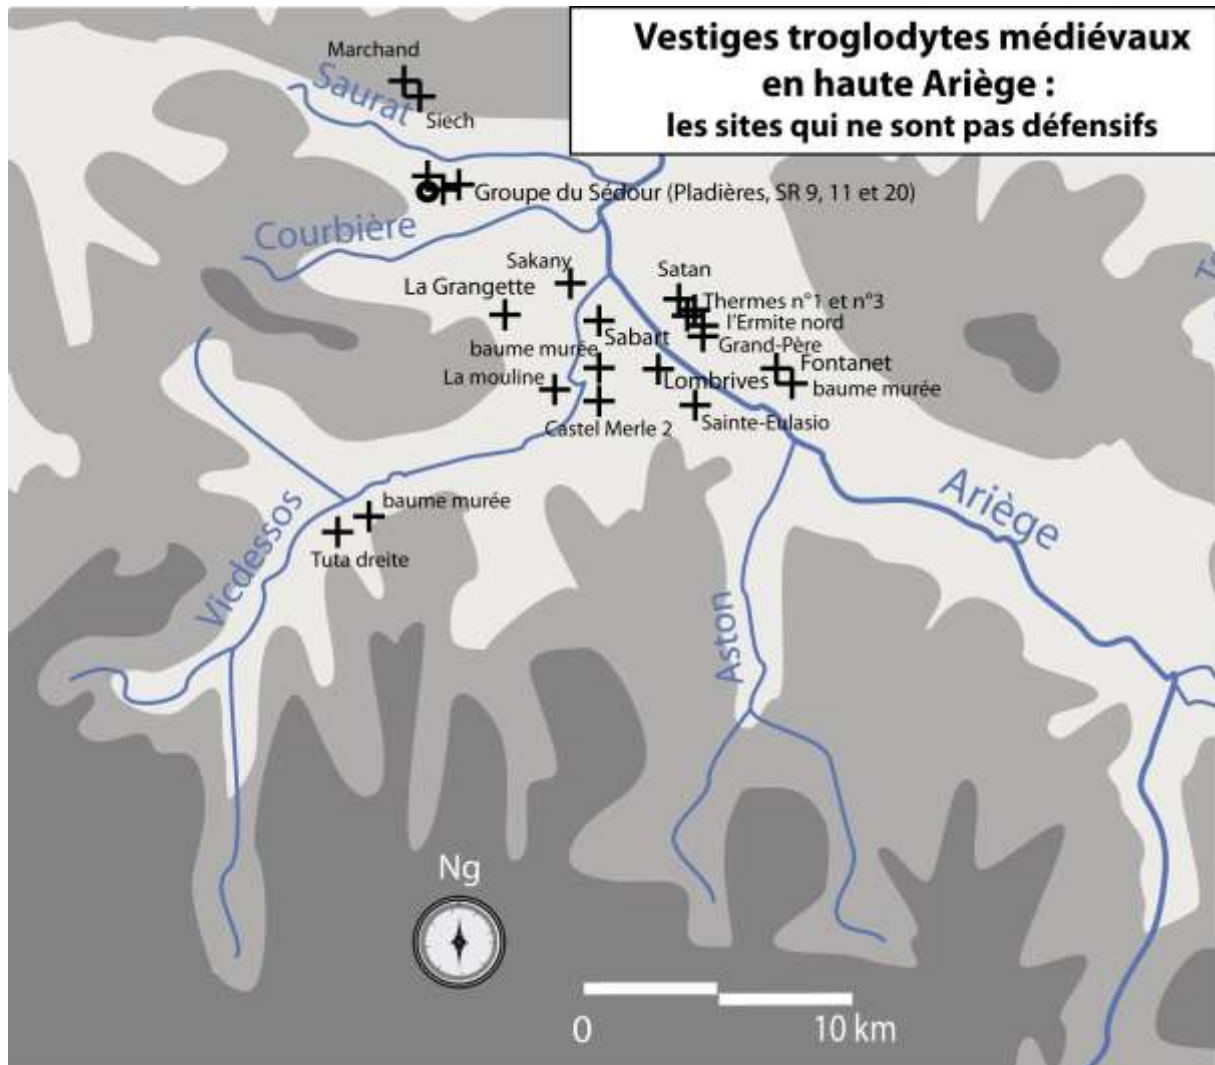 Vestiges troglodytes médiévaux
en haute Ariège :
les sites qui ne sont pas défensifs
Marchand
Saurat
Siech
Groupe du Sédour (Pladières, SR 9, 11 et 20)
Courbière
Sakany
Satan
La Grangette
Thermes n°1 et n°3
l'Ermite nord
Sabart
Grand-Père
baume murée
Fontanet
La mouline
Lombrives
baume murée
Castel Merle 2
Sainte-Eulasio
Ariège
baume murée
Tuta dreite
Vicdessos
Aston
Ng
0
10 km